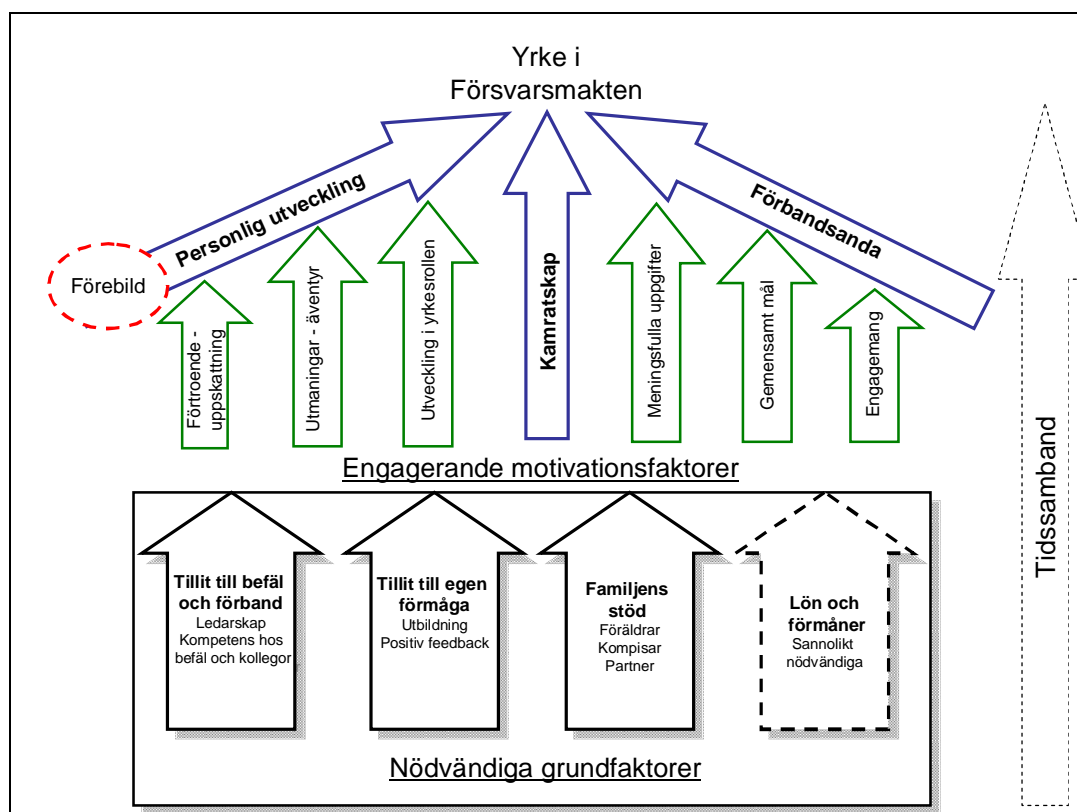 Yrke i
Försvarsmakten
Personlig utveckling
Förbandsanda
Förebild
Förtroende -
uppskattning
Utmaningar - äventyr
Utveckling i yrkesrollen
Kamratskap
Meningsfulla uppgifter
Gemensamt mål
Engagemang
Tidssamband
Engagerande motivationsfaktorer
Tillit till befäl
och förband
Ledarskap
Kompetens hos
befäl och kollegor
Tillit till egen
förmåga
Utbildning
Positiv feedback
Familjens
stöd
Föräldrar
Kompisar
Partner
Lön och
förmåner
Sannolikt
nödvändiga
Nödvändiga grundfaktorer